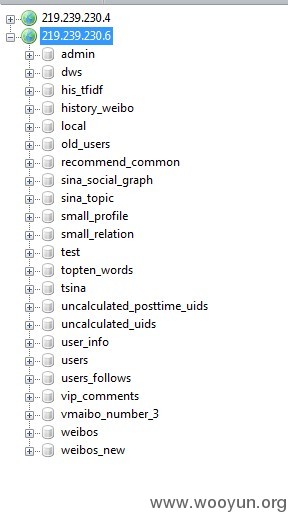 219.239.230.4
219.239.230.6
admin
dws
his_tfidf
history_weibo
local
old_users
recommend_common
sina_social_graph
sina_topic
small_profile
small_relation
test
topten_words
tsina
uncalculated_posttime_uids
uncalculated_uids
user_info
users
users_follows
vip_comments
vmaibo_number_3
weibos
weibos_new
www.wooyun.org